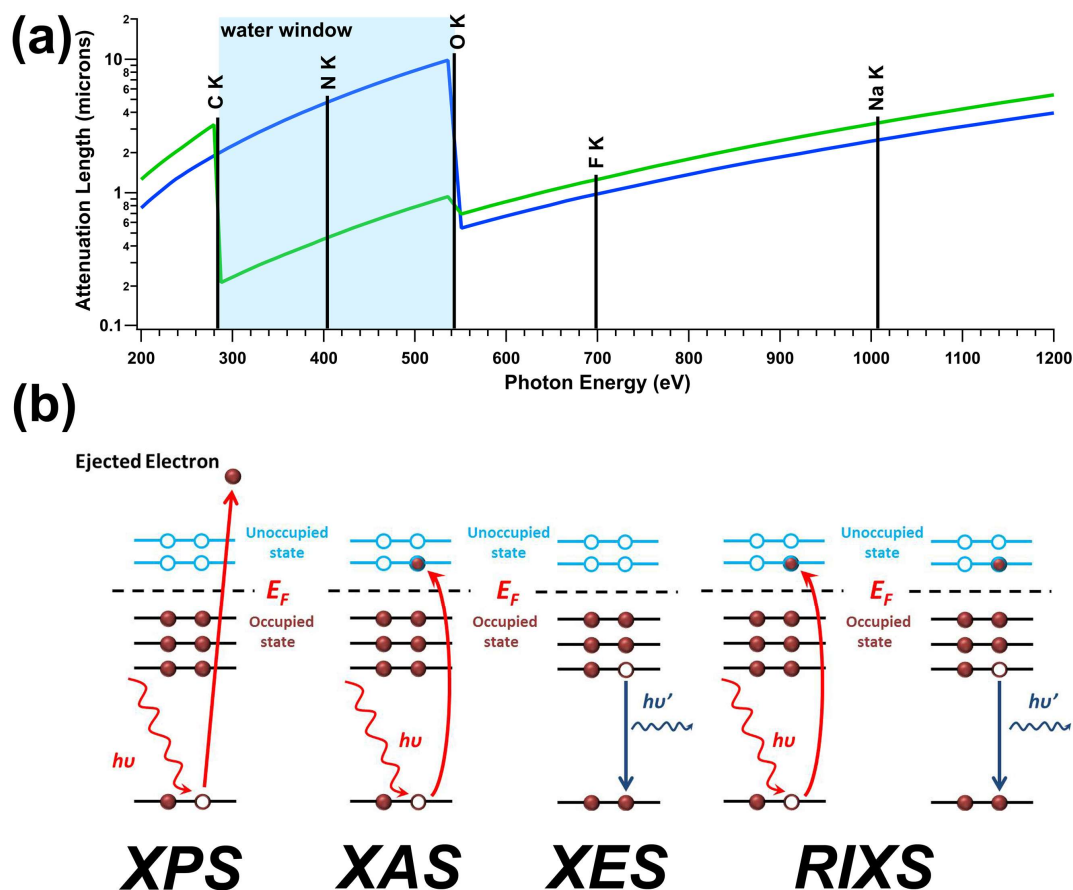 (a)
water window
C K
N K
O K
F K
Na K
Attenuation Length (microns)
2
10
8
6
4
2
1
8
6
4
2
0.1
200
300
400
500
600
700
800
900
1000
1100
1200
Photon Energy (eV)
(b)
Ejected Electron
Unoccupied
state
Unoccupied
state
Unoccupied
state
E_F
E_F
E_F
Occupied
state
Occupied
state
Occupied
state
hυ
hυ
hυ'
hυ
hυ'
XPS
XAS
XES
RIXS